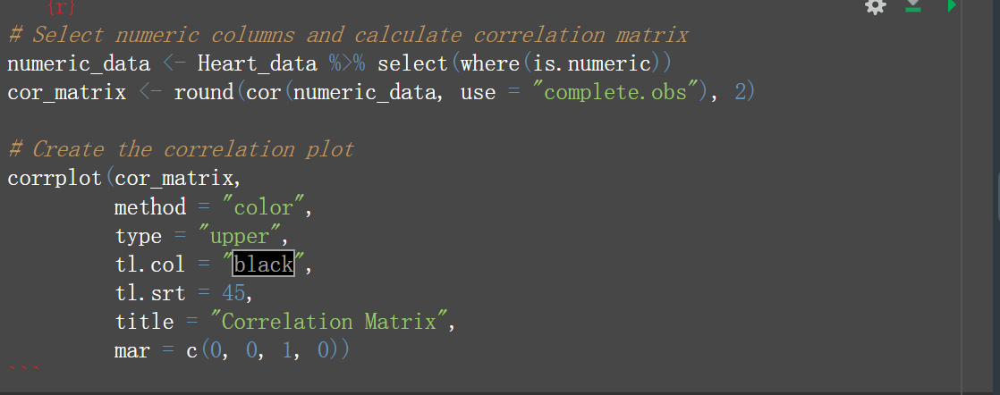 {r}
# Select numeric columns and calculate correlation matrix
numeric_data <- Heart_data %>% select(where(is.numeric))
cor_matrix <- round(cor(numeric_data, use = "complete.obs"), 2)
# Create the correlation plot
corrplot(cor_matrix,
method = "color",
type = "upper",
tl.col = "black",
tl.srt = 45,
title = "Correlation Matrix",
mar = c(0, 0, 1, 0))
```